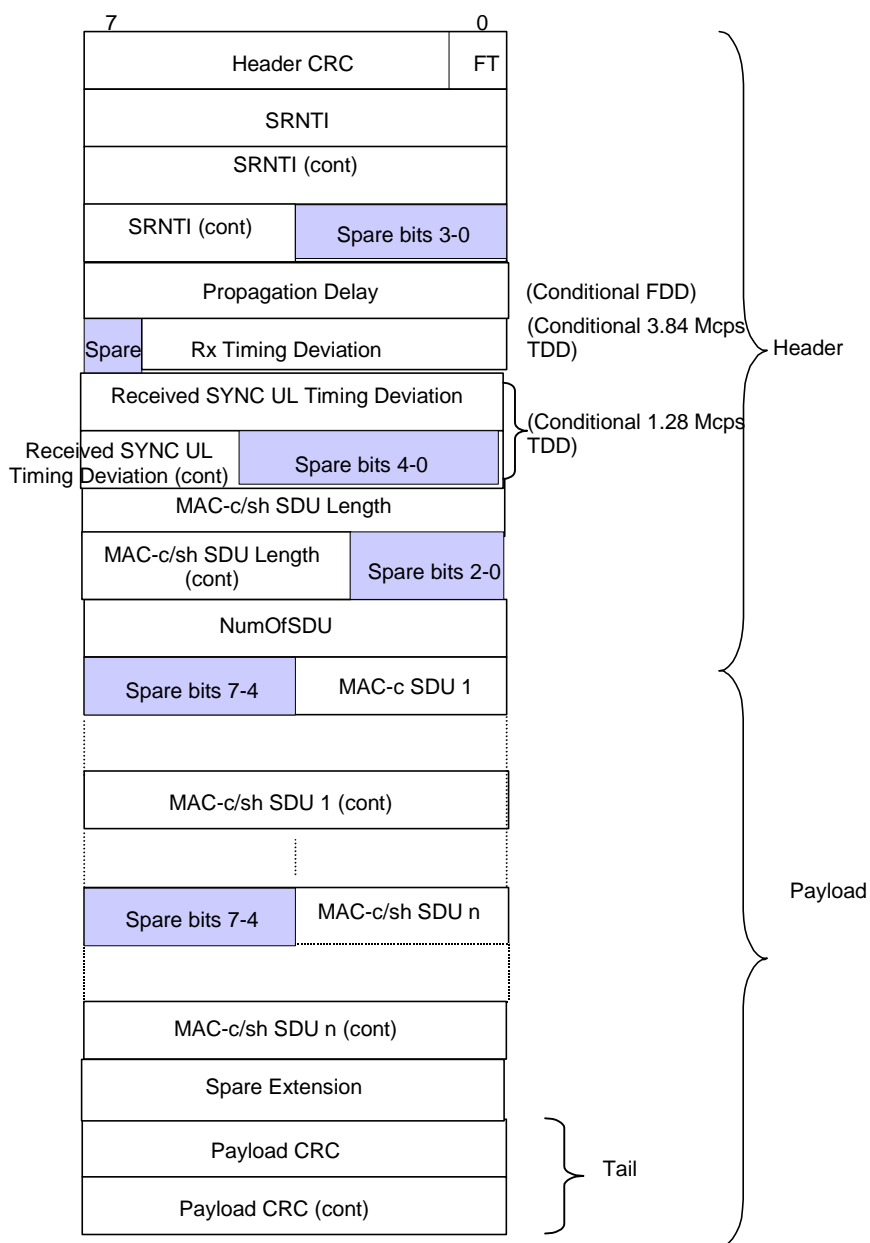 7 0
Header CRC FT
SRNTI
SRNTI (cont)
SRNTI (cont) Spare bits 3-0
Propagation Delay (Conditional FDD)
Spare Rx Timing Deviation
(Conditional 3.84 Mcps
TDD)
Header
Received SYNC UL Timing Deviation
(Conditional 1.28 Mcps
TDD)
Received SYNC UL
Timing Deviation (cont)
Spare bits 4-0
MAC-c/sh SDU Length
MAC-c/sh SDU Length
(cont)
Spare bits 2-0
NumOfSDU
Spare bits 7-4 MAC-c SDU 1
MAC-c/sh SDU 1 (cont)
Spare bits 7-4 MAC-c/sh SDU n
Payload
MAC-c/sh SDU n (cont)
Spare Extension
Payload CRC
Tail
Payload CRC (cont)